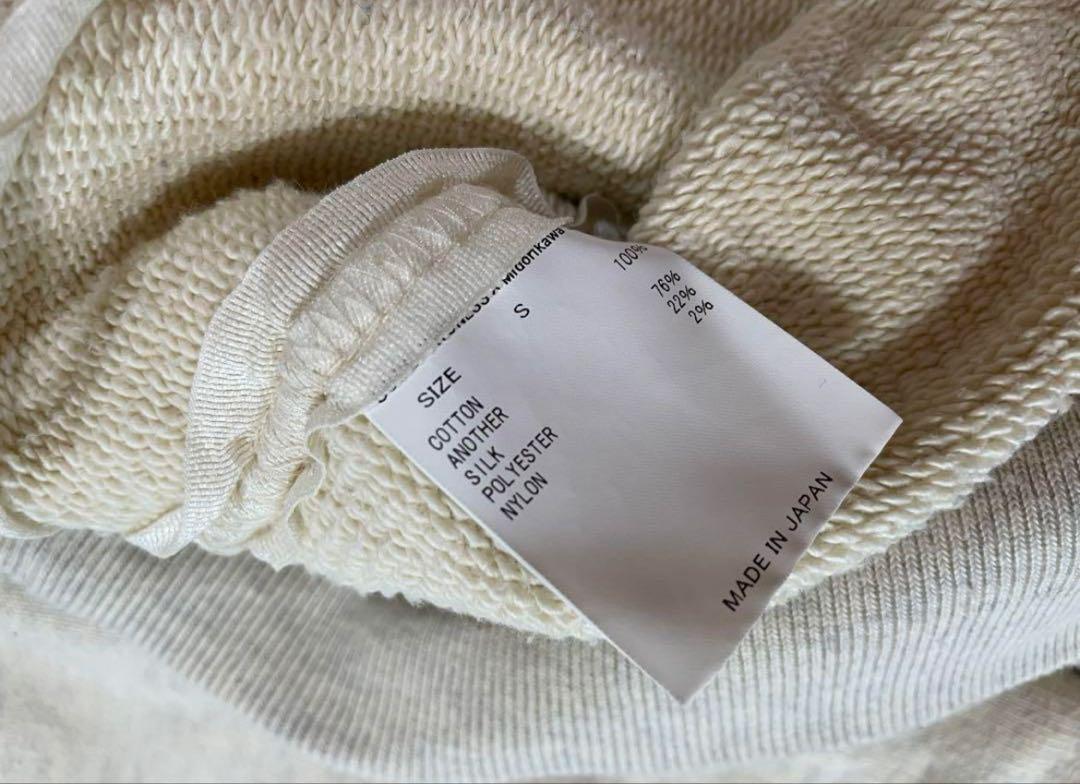 Midorikawa
SIZE S
COTTON 100%
ANOTHER
SILK 76%
POLYESTER 22%
NYLON 2%
MADE IN JAPAN